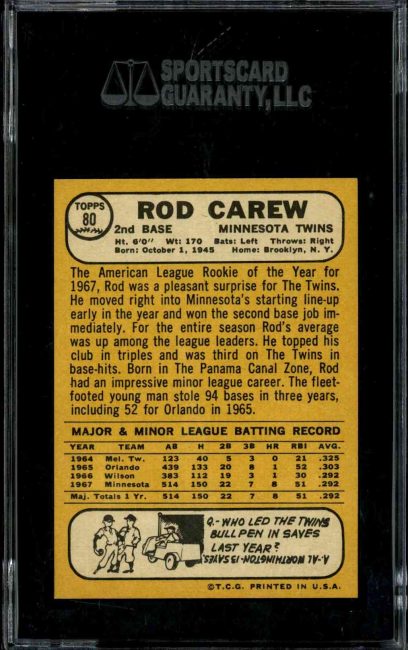 SPORTSCARD
GUARANTY, LLC
TOPPS
80
ROD CAREW
2nd BASE MINNESOTA TWINS
Ht. 6'0" Wt: 170 Bats: Left Throws: Right
Born: October 1, 1945 Home: Brooklyn, N. Y.
The American League Rookie of the Year for
1967, Rod was a pleasant surprise for The Twins.
He moved right into Minnesota's starting line-up
early in the year and won the second base job im-
mediately. For the entire season Rod's average
was up among the league leaders. He topped his
club in triples and was third on The Twins in
base-hits. Born in The Panama Canal Zone, Rod
had an impressive minor league career. The fleet-
footed young man stole 94 bases in three years,
including 52 for Orlando in 1965.
MAJOR & MINOR LEAGUE BATTING RECORD
YEAR TEAM AB H 2B 3B HR RBI AVG.
1964 Mel. Tw. 123 40 5 3 0 21 .325
1965 Orlando 439 133 20 8 1 52 .303
1966 Wilson 383 112 19 3 1 30 .292
1967 Minnesota 514 150 22 7 8 51 .292
Maj. Totals 1 Yr. 514 150 22 7 8 51 .292
Q.-WHO LED THE TWINS
BULLPEN IN SAVES
LAST YEAR?
A-AL WORTHINGTON-13 SAVES.
©T.C.G. PRINTED IN U.S.A.